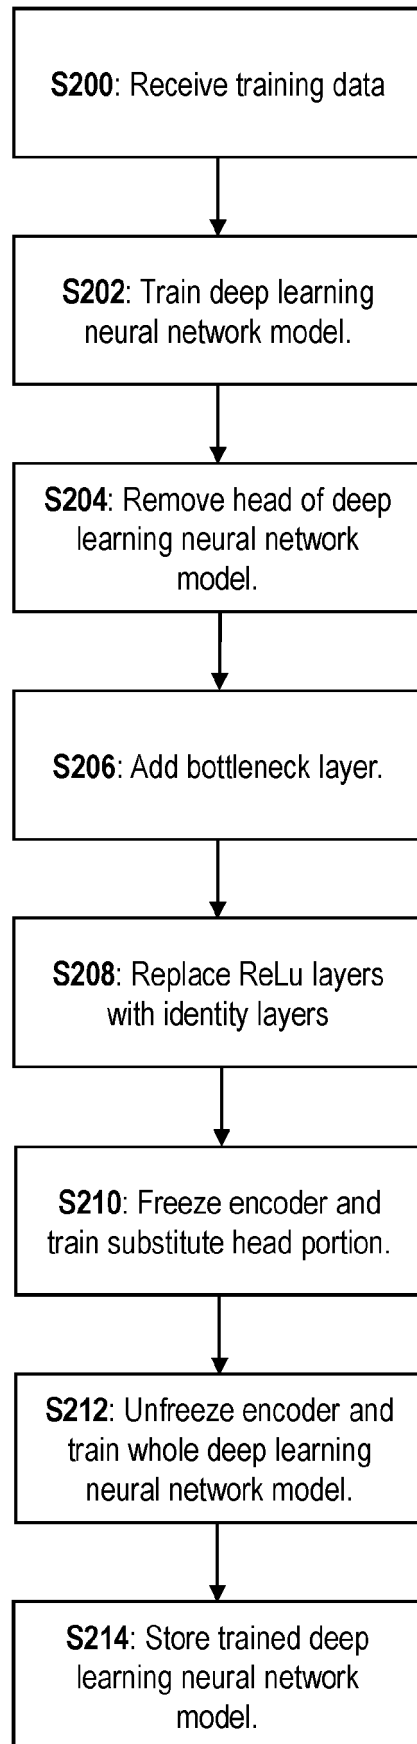 S200: Receive training data
S202: Train deep learning
neural network model.
S204: Remove head of deep
learning neural network
model.
S206: Add bottleneck layer.
S208: Replace ReLu layers
with identity layers
S210: Freeze encoder and
train substitute head portion.
S212: Unfreeze encoder and
train whole deep learning
neural network model.
S214: Store trained deep
learning neural network
model.